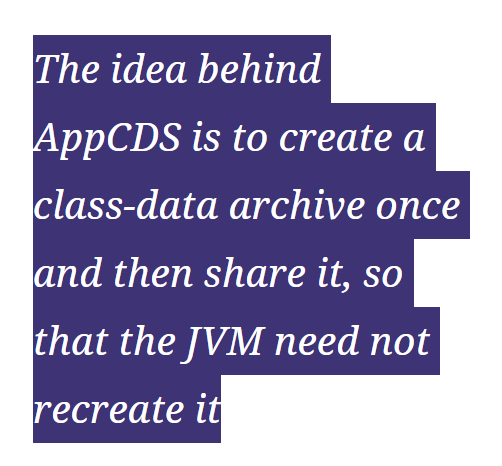 The idea behind
AppCDS is to create a
class-data archive once
and then share it, so
that the JVM need not
recreate it